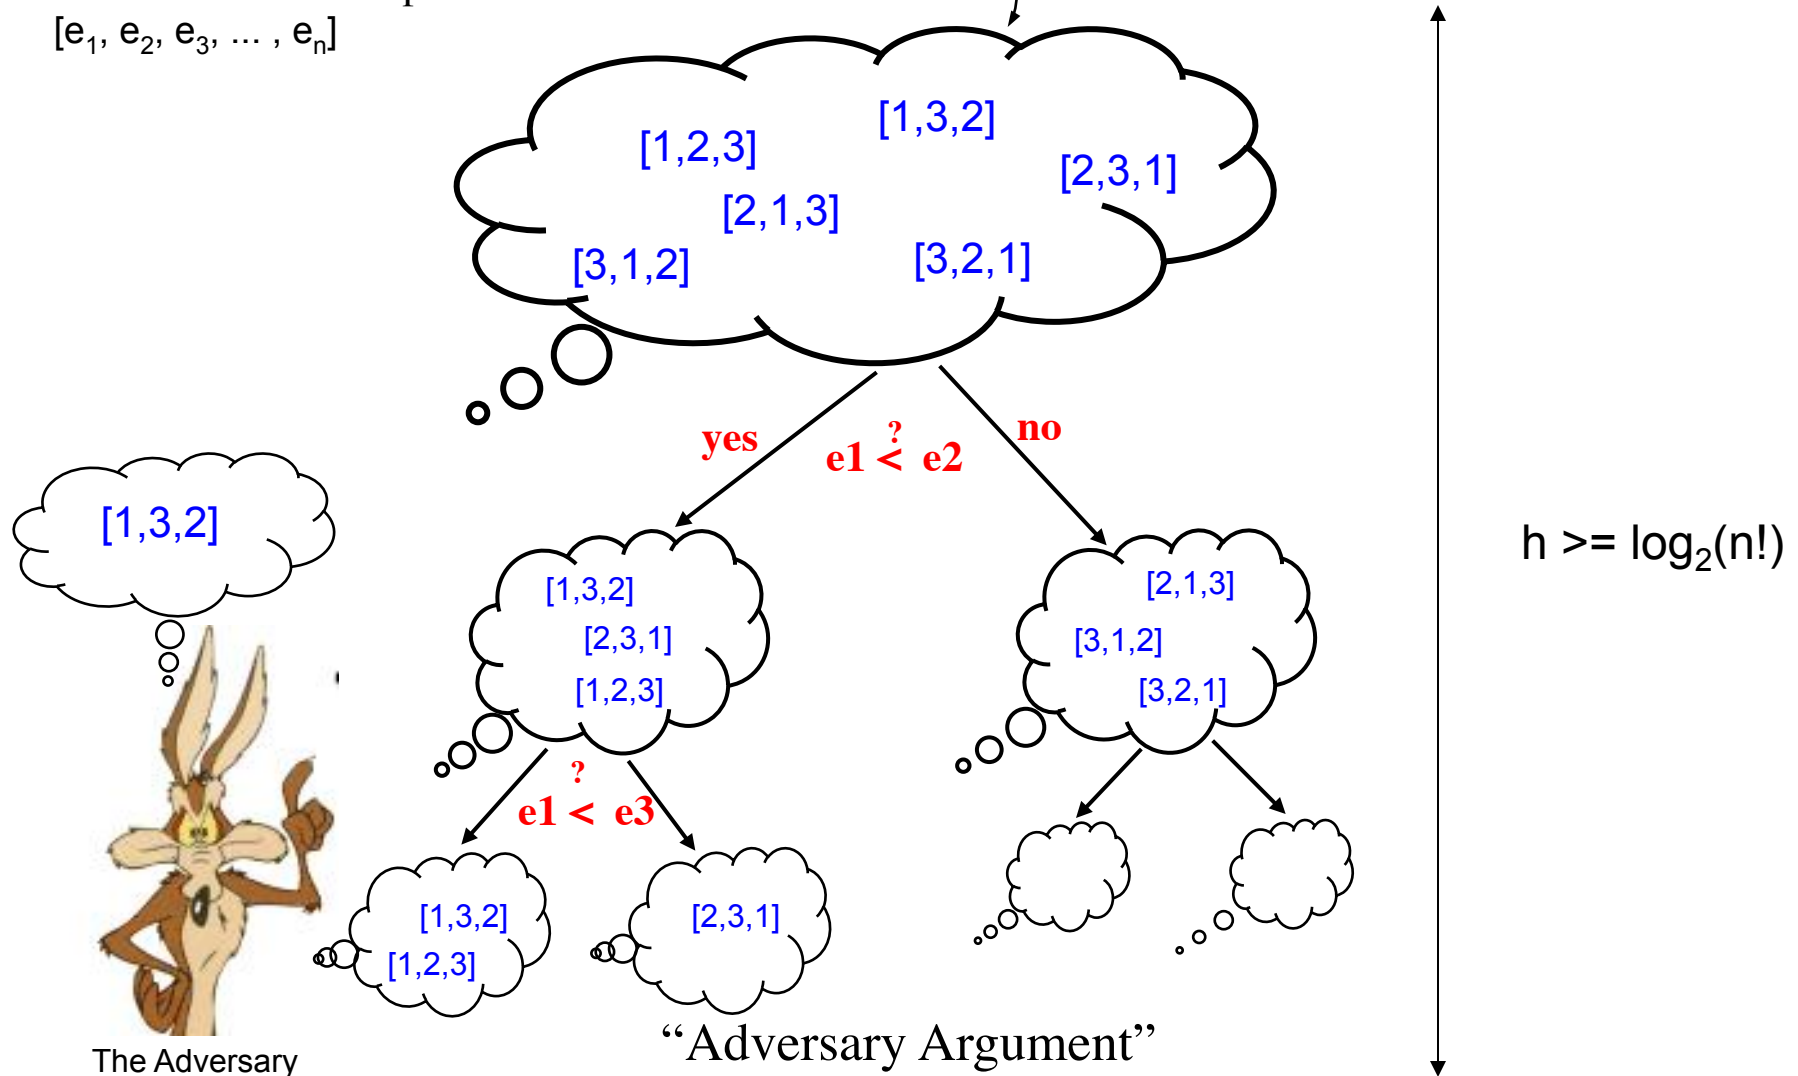 [e₁, e₂, e₃, ... , eₙ]
[1,3,2]
[1,2,3]
[2,3,1]
[2,1,3]
[3,1,2]
[3,2,1]
yes
?
e1 < e2
no
[1,3,2]
h >= log₂(n!)
[1,3,2]
[2,3,1]
[1,2,3]
[2,1,3]
[3,1,2]
[3,2,1]
?
e1 < e3
[1,3,2]
[1,2,3]
[2,3,1]
“Adversary Argument”
The Adversary